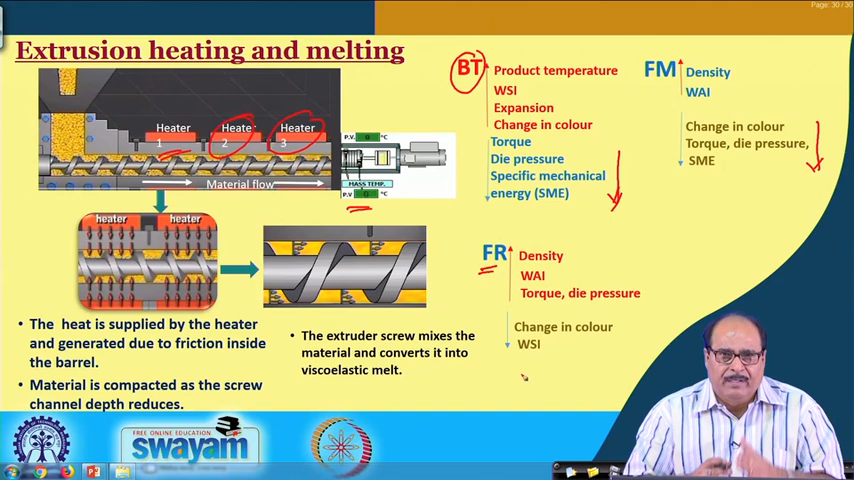 Page: 30 / 30
Extrusion heating and melting
Heater
1
Heate
2
Heater
3
P.V.
0
°C
Material flow
MASS TEMP.
P.V
0
°C
heater
heater
The heat is supplied by the heater
and generated due to friction inside
the barrel.
Material is compacted as the screw
channel depth reduces.
The extruder screw mixes the
material and converts it into
viscoelastic melt.
BT
Product temperature
WSI
Expansion
Change in colour
Torque
Die pressure
Specific mechanical
energy (SME)
FM
Density
WAI
Change in colour
Torque, die pressure,
SME
FR
Density
WAI
Torque, die pressure
Change in colour
WSI
FREE ONLINE EDUCATION
swayam